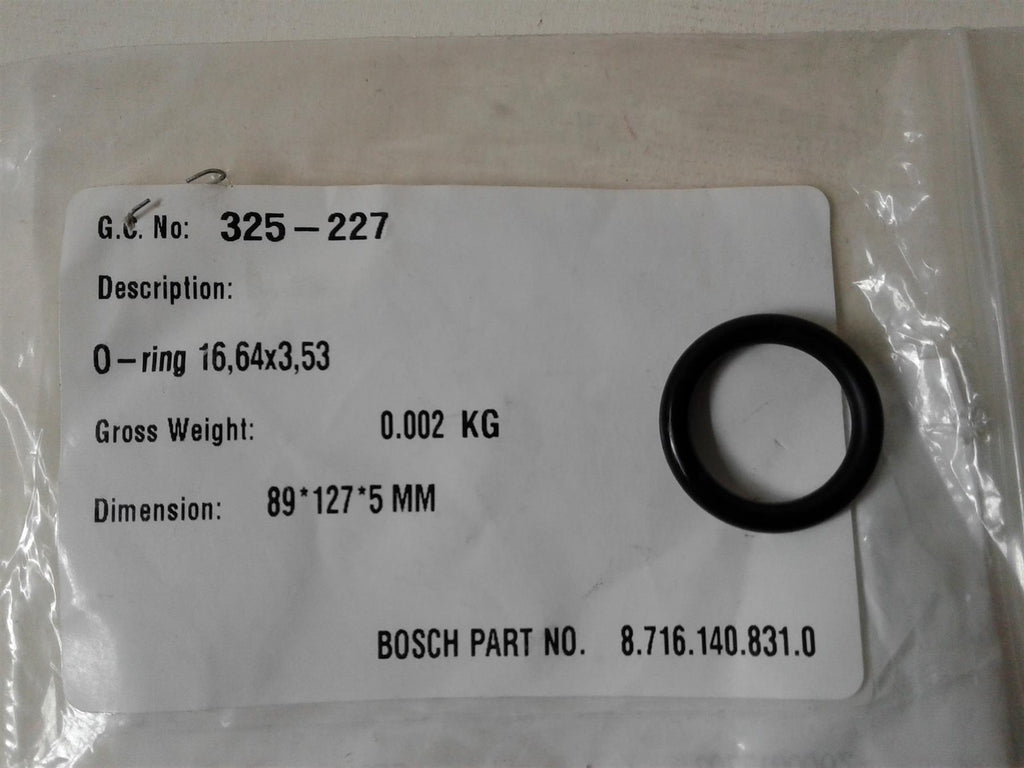 G.C. No: 325-227
Description:
O-ring 16,64x3,53
Gross Weight: 0.002 KG
Dimension: 89*127*5 MM
BOSCH PART NO. 8.716.140.831.0